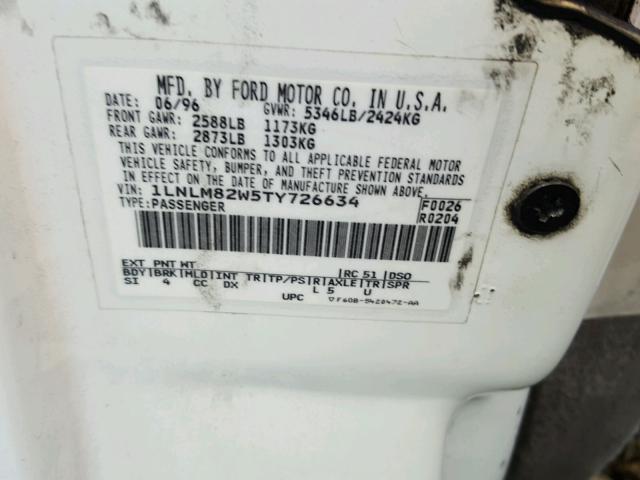 MFD. BY FORD MOTOR CO. IN U.S.A.
DATE: 06/96 GVWR: 5346LB/2424KG
FRONT GAWR: 2588LB 1173KG
REAR GAWR: 2873LB 1303KG
THIS VEHICLE CONFORMS TO ALL APPLICABLE FEDERAL MOTOR
VEHICLE SAFETY, BUMPER, AND THEFT PREVENTION STANDARDS
IN EFFECT ON THE DATE OF MANUFACTURE SHOWN ABOVE.
VIN: 1LNLM82W5TY726634 F0026
TYPE: PASSENGER R0204
EXT PNT WT RC 51 DSO
BDY BRK MLD INT TR TP/PS R AXLE TR SPR
SI 4 CC DX L 5 U
UPC ▽F60B-5420472-AA